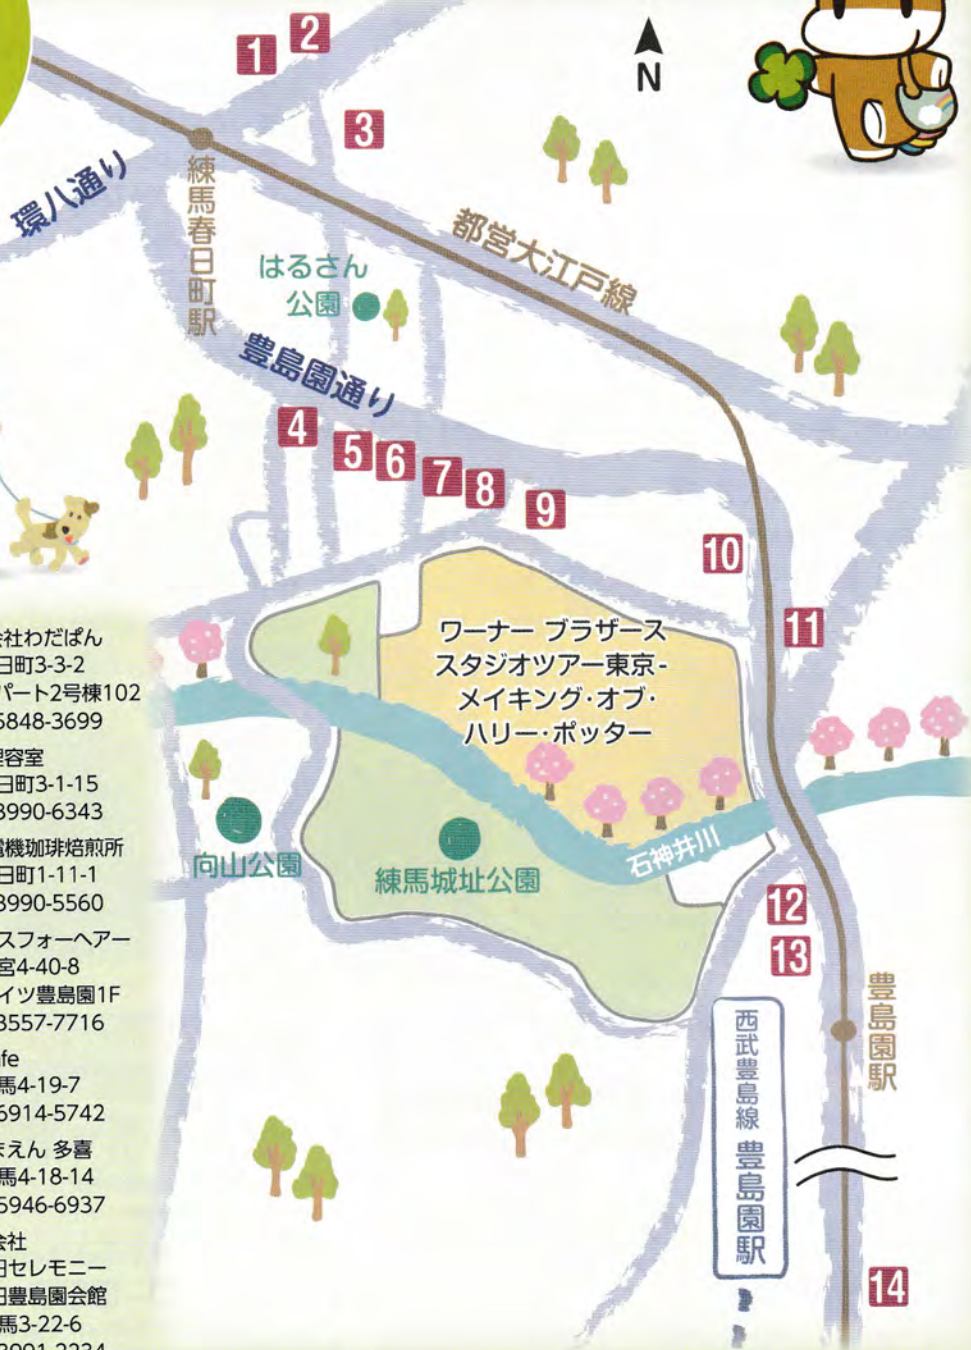 1
2
N
3
環八通り
練馬春日町駅
都営大江戸線
はるさん
公園
豊島園通り
4
5
6
7
8
9
10
11
ワーナー ブラザース
スタジオツアー東京-
メイキング・オブ・
ハリー・ポッター
石神井川
向山公園
練馬城址公園
12
13
豊島園駅
西武豊島線 豊島園駅
14
会社わだぱん
日町3-3-2
パート2号棟102
5848-3699
理容室
日町3-1-15
3990-6343
電機珈琲焙煎所
日町1-11-1
3990-5560
スフォーヘアー
宮4-40-8
イツ豊島園1F
3557-7716
afe
馬4-19-7
6914-5742
まえん 多喜
馬4-18-14
5946-6937
会社
田セレモニー
田豊島園会館
馬3-22-6
3991-2234